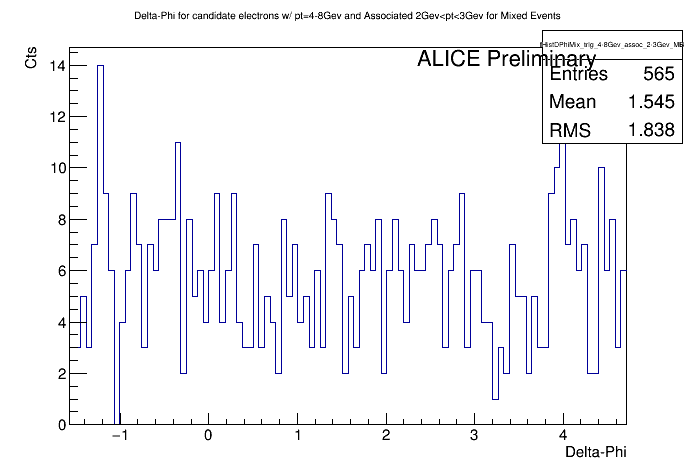 Delta-Phi for candidate electrons w/ pt=4-8Gev and Associated 2Gev<pt<3Gev for Mixed Events
Cts
ALICE Preliminary
Entries 565
Mean 1.545
RMS 1.838
14
12
10
8
6
4
2
0
−1 0 1 2 3 4
Delta-Phi